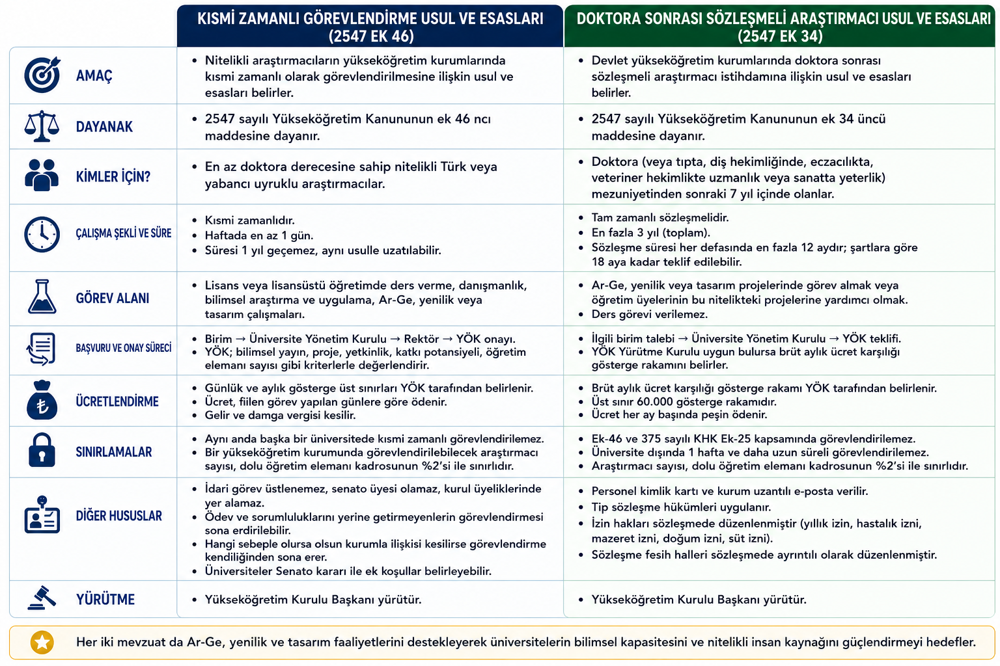 KISMİ ZAMANLI GÖREVLENDİRME USUL VE ESASLARI
(2547 EK 46)
DOKTORA SONRASI SÖZLEŞMELİ ARAŞTIRMACI USUL VE ESASLARI
(2547 EK 34)
AMAÇ
• Nitelikli araştırmacıların yükseköğretim kurumlarında
kısmi zamanlı olarak görevlendirilmesine ilişkin usul ve
esasları belirler.
• Devlet yükseköğretim kurumlarında doktora sonrası
sözleşmeli araştırmacı istihdamına ilişkin usul ve esasları
belirler.
DAYANAK
• 2547 sayılı Yükseköğretim Kanununun ek 46 ncı
maddesine dayanır.
• 2547 sayılı Yükseköğretim Kanununun ek 34 üncü
maddesine dayanır.
KİMLER İÇİN?
• En az doktora derecesine sahip nitelikli Türk veya
yabancı uyruklu araştırmacılar.
• Doktora (veya tıpta, diş hekimliğinde, eczacılıkta,
veteriner hekimlikte uzmanlık veya sanatta yeterlik)
mezuniyetinden sonraki 7 yıl içinde olanlar.
ÇALIŞMA ŞEKLİ VE SÜRE
• Kısmi zamanlıdır.
• Haftada en az 1 gün.
• Süresi 1 yıl geçemez, aynı usulle uzatılabilir.
• Tam zamanlı sözleşmelidir.
• En fazla 3 yıl (toplam).
• Sözleşme süresi her defasında en fazla 12 aydır; şartlara göre
18 aya kadar teklif edilebilir.
GÖREV ALANI
• Lisans veya lisansüstü öğretimde ders verme, danışmanlık,
bilimsel araştırma ve uygulama, Ar-Ge, yenilik veya
tasarım çalışmaları.
• Ar-Ge, yenilik veya tasarım projelerinde görev almak veya
öğretim üyelerinin bu nitelikteki projelerine yardımcı olmak.
• Ders görevi verilemez.
BAŞVURU VE ONAY SÜRECİ
• Birim → Üniversite Yönetim Kurulu → Rektör → YÖK onayı.
• YÖK; bilimsel yayın, proje, yetkinlik, katkı potansiyeli, öğretim
elemanı sayısı gibi kriterlerle değerlendirir.
• İlgili birim talebi → Üniversite Yönetim Kurulu → YÖK teklifi.
• YÖK Yürütme Kurulu uygun bulursa brüt aylık ücret karşılığı
gösterge rakamını belirler.
ÜCRETLENDİRME
• Günlük ve aylık gösterge üst sınırları YÖK tarafından belirlenir.
• Ücret, fiilen görev yapılan günlere göre ödenir.
• Gelir ve damga vergisi kesilir.
• Brüt aylık ücret karşılığı gösterge rakamı YÖK tarafından belirlenir.
• Üst sınır 60.000 gösterge rakamıdır.
• Ücret her ay başında peşin ödenir.
SINIRLAMALAR
• Aynı anda başka bir üniversitede kısmi zamanlı görevlendirilemez.
• Bir yükseköğretim kurumunda görevlendirilebilecek araştırmacı
sayısı, dolu öğretim elemanı kadrosunun %2'si ile sınırlıdır.
• Ek-46 ve 375 sayılı KHK Ek-25 kapsamında görevlendirilemez.
• Üniversite dışında 1 hafta ve daha uzun süreli görevlendirilemez.
• Araştırmacı sayısı, dolu öğretim elemanı kadrosunun %2'si ile sınırlıdır.
DİĞER HUSUSLAR
• İdari görev üstlenemez, senato üyesi olamaz, kurul üyeliklerinde
yer alamaz.
• Ödev ve sorumluluklarını yerine getirmeyenlerin görevlendirmesi
sona erdirilebilir.
• Hangi sebeple olursa olsun kurumla ilişkisi kesilirse görevlendirme
kendiliğinden sona erer.
• Üniversiteler Senato kararı ile ek koşullar belirleyebilir.
• Personel kimlik kartı ve kurum uzantılı e-posta verilir.
• Tip sözleşme hükümleri uygulanır.
• İzin hakları sözleşmede düzenlenmiştir (yıllık izin, hastalık izni,
mazeret izni, doğum izni, süt izni).
• Sözleşme fesih halleri sözleşmede ayrıntılı olarak düzenlenmiştir.
YÜRÜTME
• Yükseköğretim Kurulu Başkanı yürütür.
• Yükseköğretim Kurulu Başkanı yürütür.
Her iki mevzuat da Ar-Ge, yenilik ve tasarım faaliyetlerini destekleyerek üniversitelerin bilimsel kapasitesini ve nitelikli insan kaynağını güçlendirmeyi hedefler.